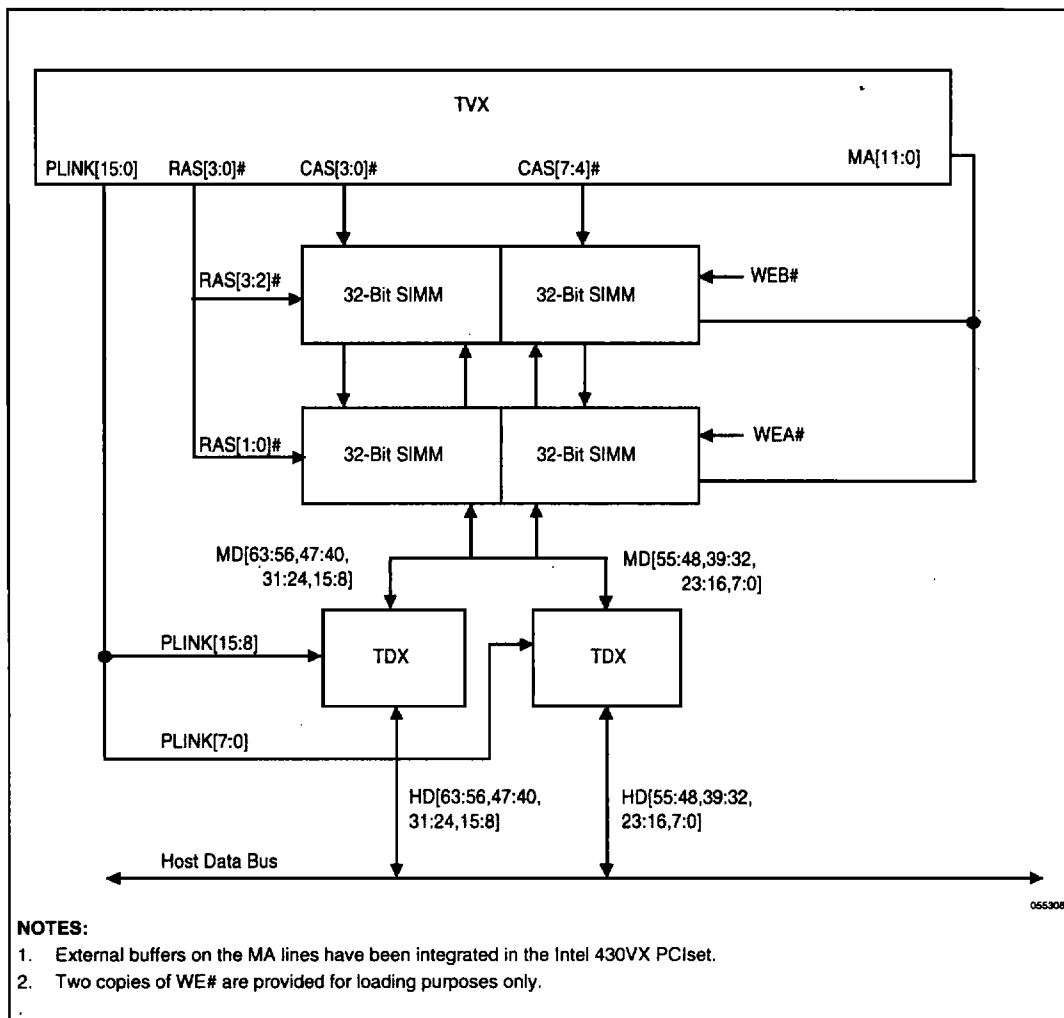 TVX
PLINK[15:0] RAS[3:0]# CAS[3:0]# CAS[7:4]# MA[11:0]
RAS[3:2]#
32-Bit SIMM
32-Bit SIMM
WEB#
RAS[1:0]#
32-Bit SIMM
32-Bit SIMM
WEA#
MD[63:56,47:40,
31:24,15:8]
MD[55:48,39:32,
23:16,7:0]
PLINK[15:8]
TDX
TDX
PLINK[7:0]
HD[63:56,47:40,
31:24,15:8]
HD[55:48,39:32,
23:16,7:0]
Host Data Bus
055308
NOTES:
1. External buffers on the MA lines have been integrated in the Intel 430VX PCIset.
2. Two copies of WE# are provided for loading purposes only.